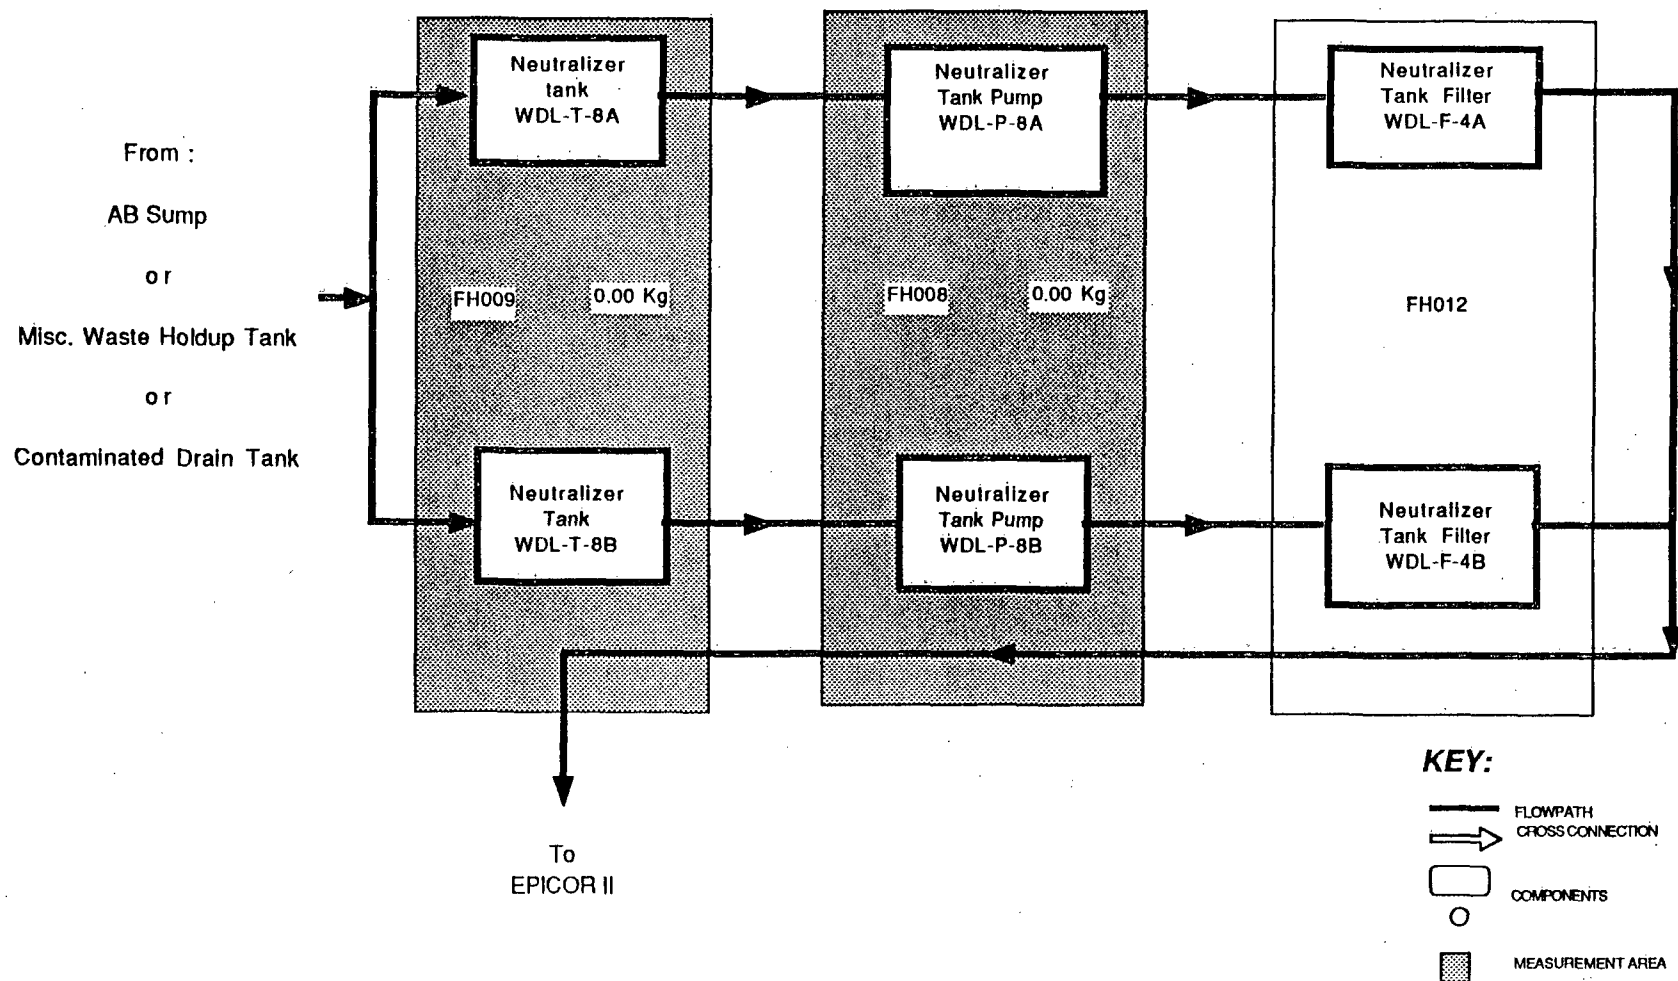 From :
AB Sump
or
Misc. Waste Holdup Tank
or
Contaminated Drain Tank
Neutralizer
tank
WDL-T-8A
FH009
0.00 Kg
Neutralizer
Tank
WDL-T-8B
Neutralizer
Tank Pump
WDL-P-8A
FH008
0.00 Kg
Neutralizer
Tank Pump
WDL-P-8B
Neutralizer
Tank Filter
WDL-F-4A
FH012
Neutralizer
Tank Filter
WDL-F-4B
To
EPICOR II
KEY:
FLOWPATH
CROSS CONNECTION
COMPONENTS
MEASUREMENT AREA